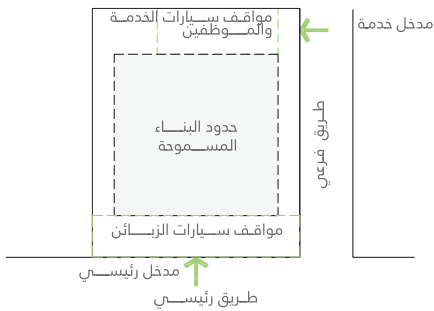 مواقف سيارات الخدمة
والموظفين
مدخل خدمة
حدود البناء
المسموحة
طريق فرعي
مواقف سيارات الزبائن
مدخل رئيسي
طريق رئيسي